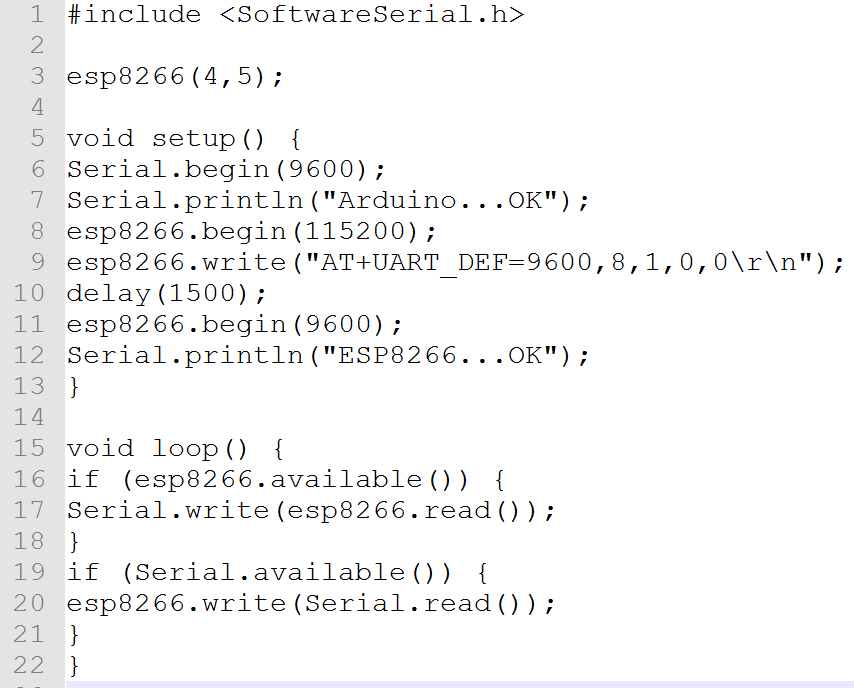 1 #include <SoftwareSerial.h>
2
3 esp8266(4,5);
4
5 void setup() {
6 Serial.begin(9600);
7 Serial.println("Arduino...OK");
8 esp8266.begin(115200);
9 esp8266.write("AT+UART_DEF=9600,8,1,0,0\r\n");
10 delay(1500);
11 esp8266.begin(9600);
12 Serial.println("ESP8266...OK");
13 }
14
15 void loop() {
16 if (esp8266.available()) {
17 Serial.write(esp8266.read());
18 }
19 if (Serial.available()) {
20 esp8266.write(Serial.read());
21 }
22 }